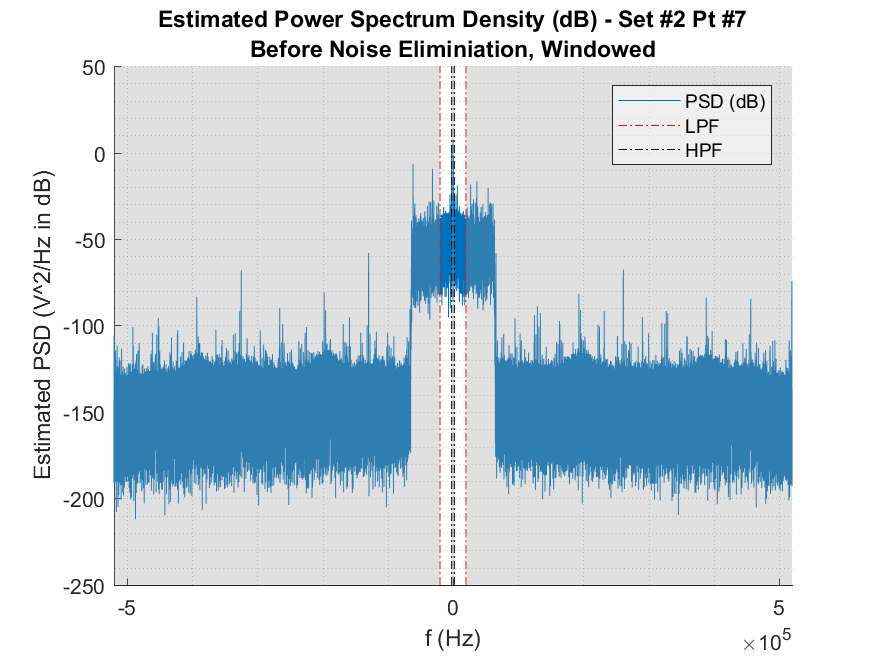 Estimated Power Spectrum Density (dB) - Set #2 Pt #7
Before Noise Eliminiation, Windowed
PSD (dB)
LPF
HPF
Estimated PSD (V^2/Hz in dB)
50
0
-50
-100
-150
-200
-250
-5
0
5
×10^5
f (Hz)